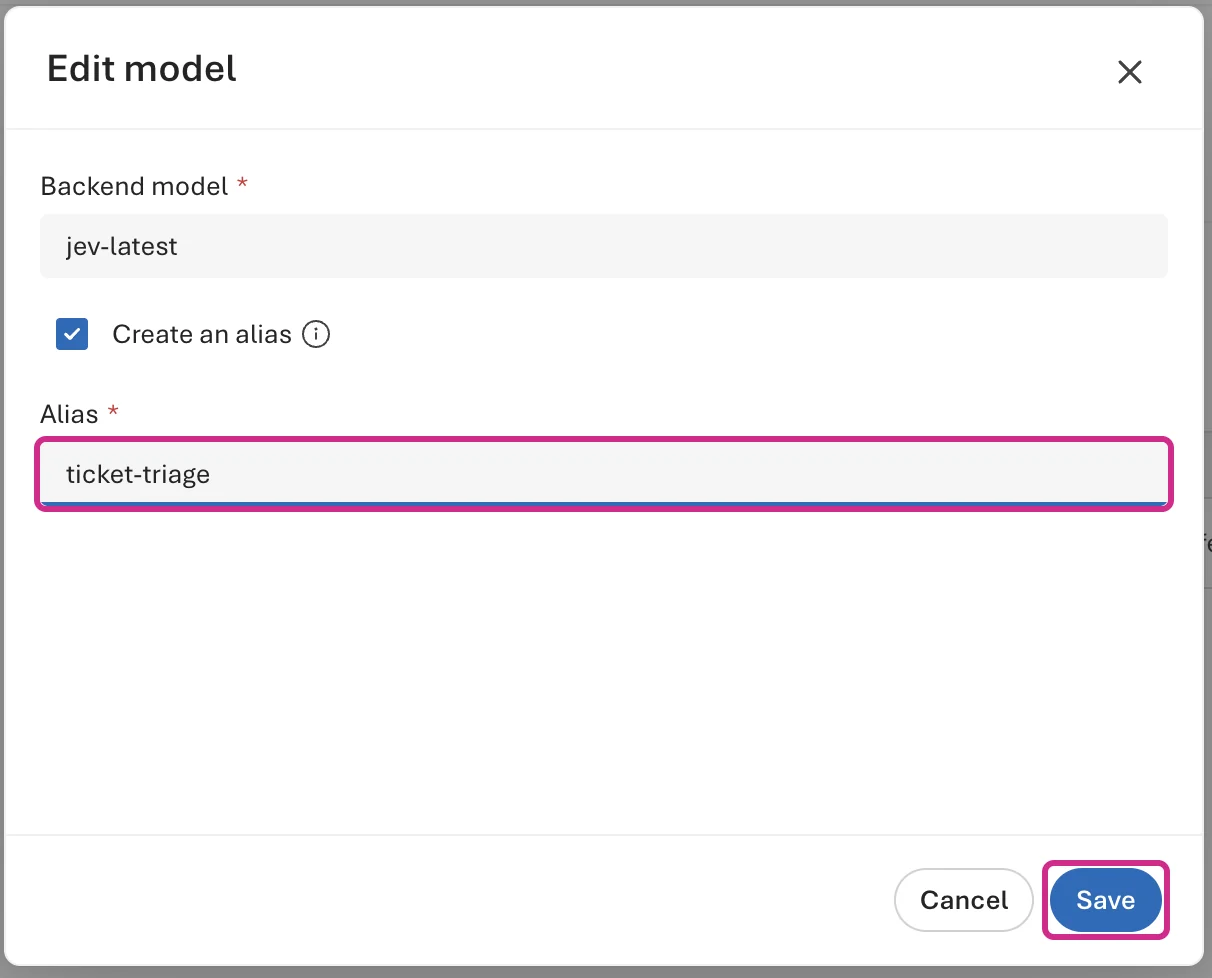 Edit model
Backend model *
jev-latest
Create an alias
Alias *
ticket-triage
Cancel
Save